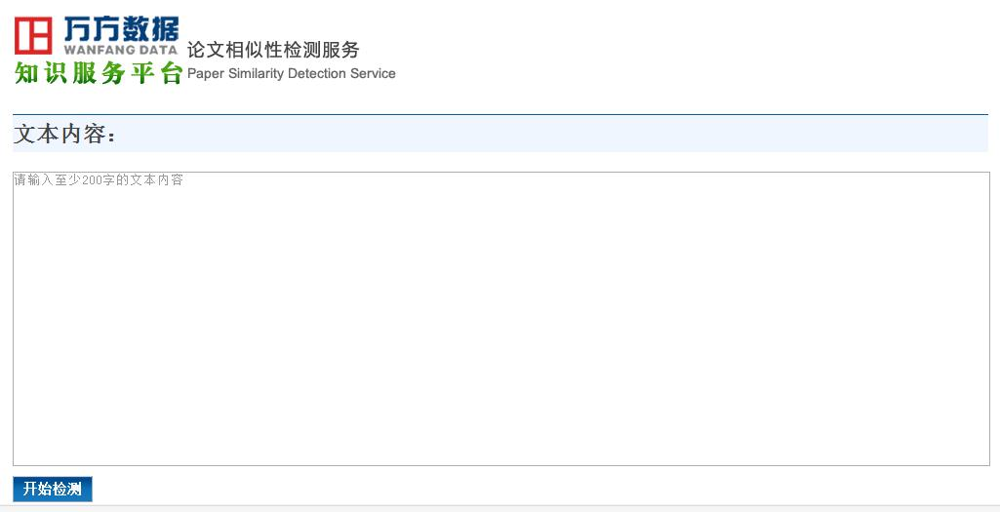 万方数据
WANFANG DATA
知识服务平台
论文相似性检测服务
Paper Similarity Detection Service
文本内容：
请输入至少200字的文本内容
开始检测